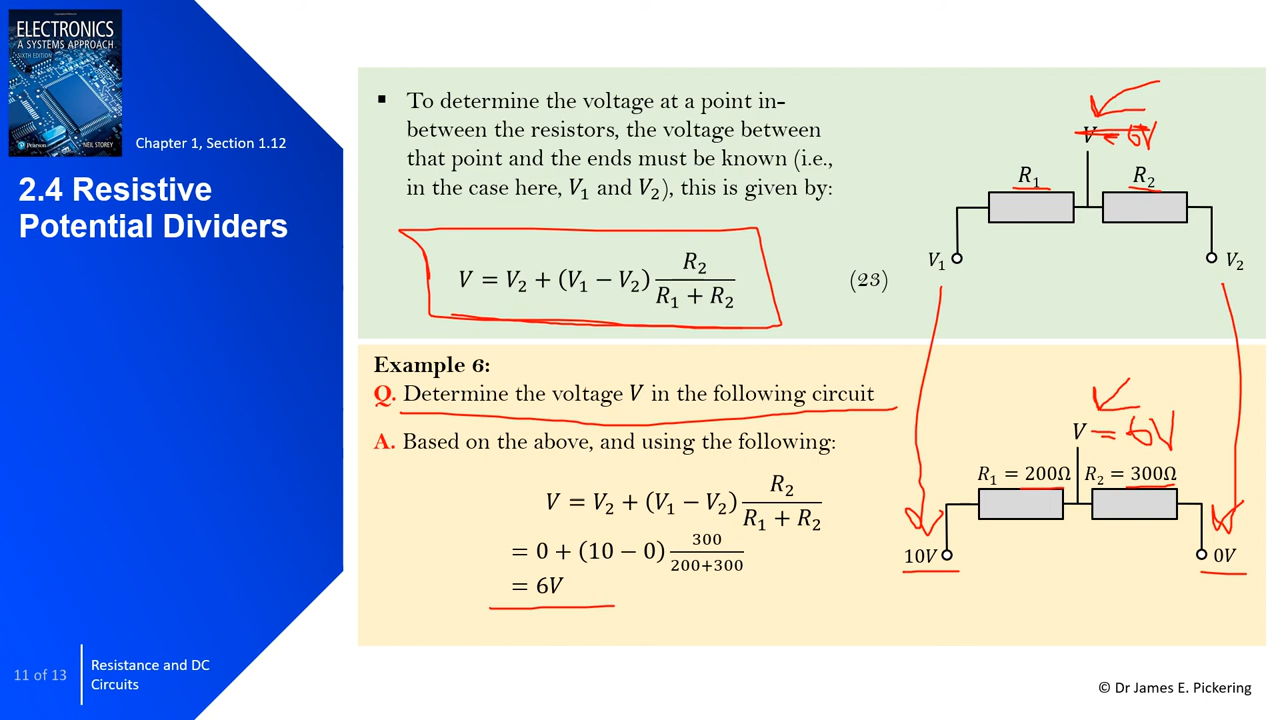 ELECTRONICS
A SYSTEMS APPROACH
SIXTH EDITION
Pearson
NEIL STOREY
Chapter 1, Section 1.12
2.4 Resistive
Potential Dividers
▪ To determine the voltage at a point in-
between the resistors, the voltage between
that point and the ends must be known (i.e.,
in the case here, V₁ and V₂), this is given by:
V = V₂ + (V₁ − V₂) R₂ / (R₁ + R₂)
(23)
V = 6V
R₁ R₂
V₁ V₂
Example 6:
Q. Determine the voltage V in the following circuit
A. Based on the above, and using the following:
V = V₂ + (V₁ − V₂) R₂ / (R₁ + R₂)
= 0 + (10 − 0) 300 / (200+300)
= 6V
V = 6V
R₁ = 200Ω R₂ = 300Ω
10V 0V
11 of 13
Resistance and DC
Circuits
© Dr James E. Pickering